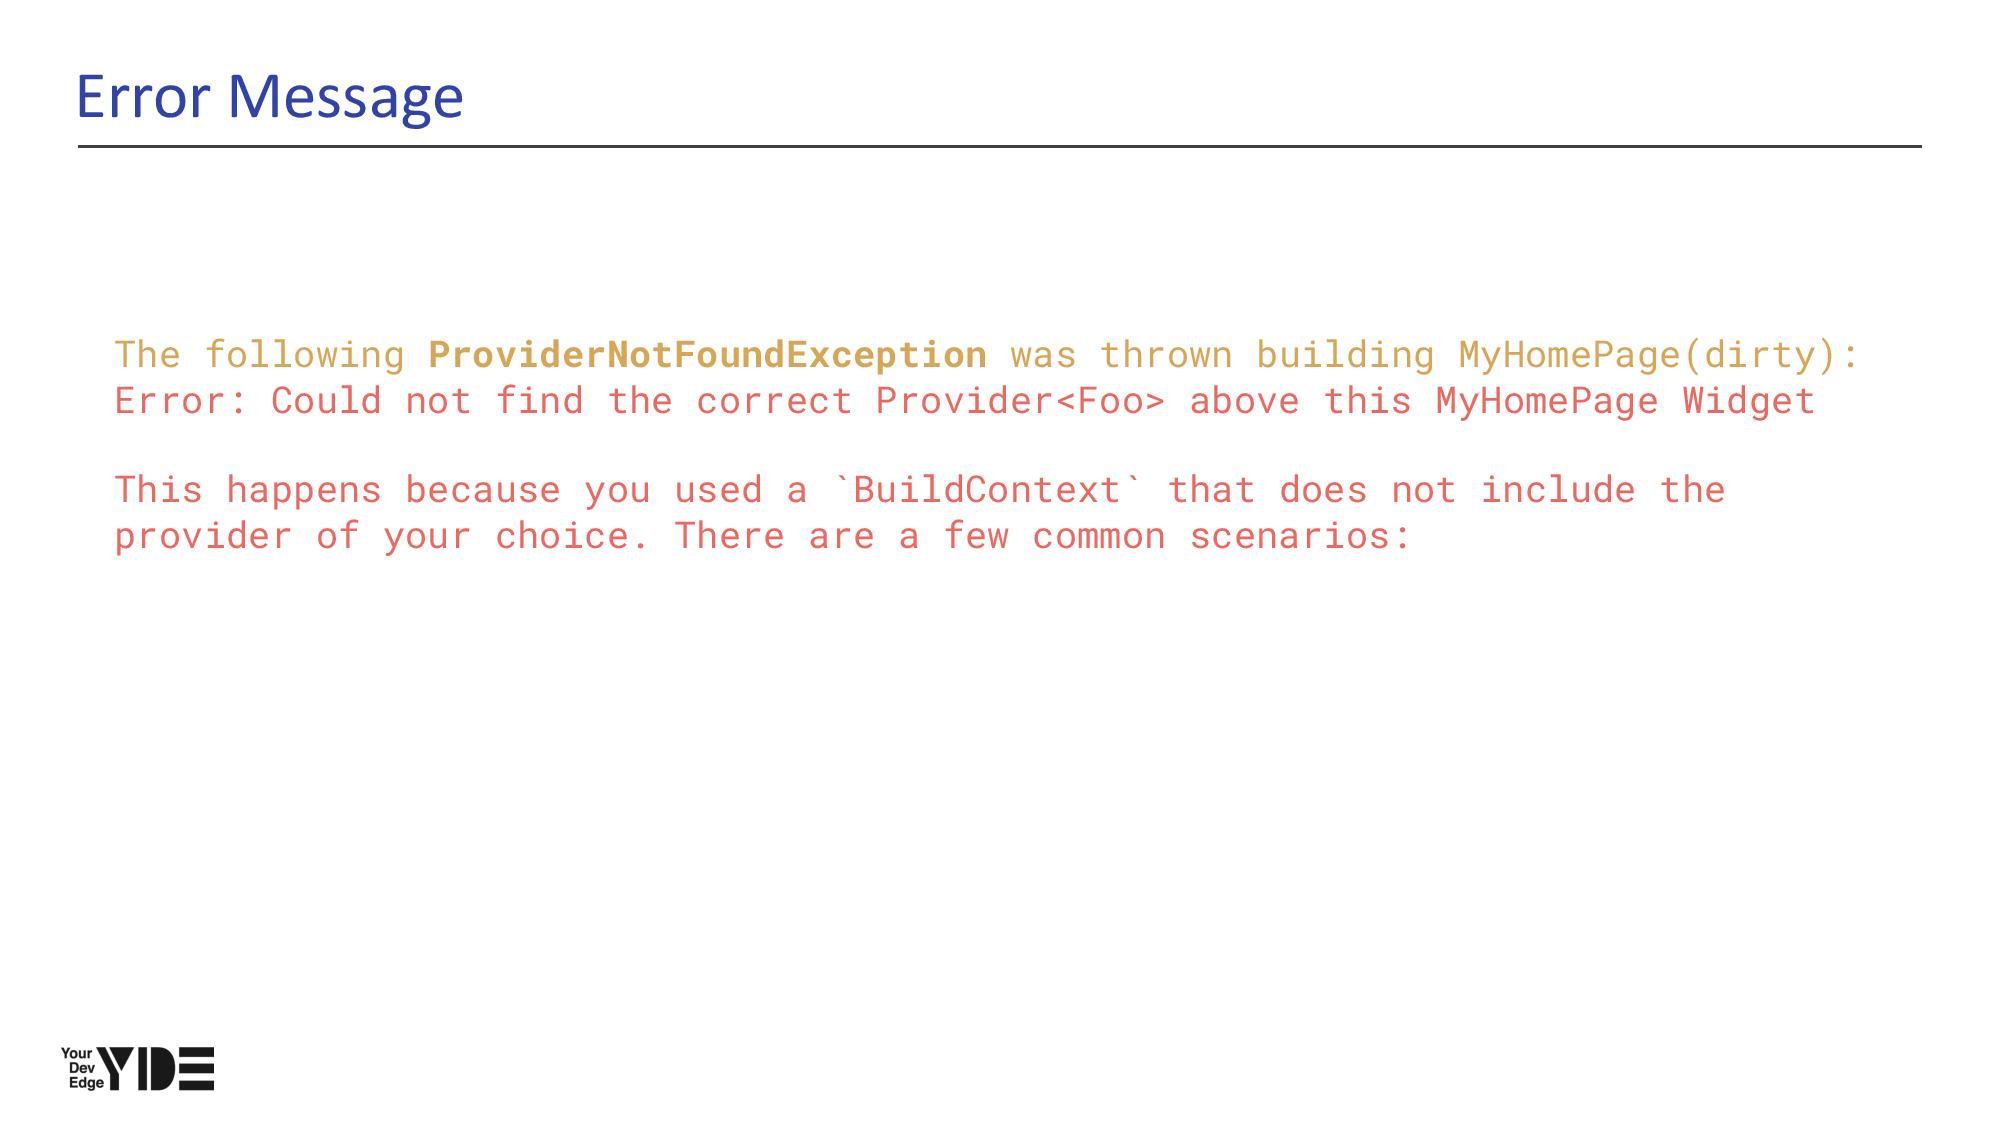 Error Message
The following ProviderNotFoundException was thrown building MyHomePage(dirty):
Error: Could not find the correct Provider<Foo> above this MyHomePage Widget
This happens because you used a `BuildContext` that does not include the
provider of your choice. There are a few common scenarios:
Your
Dev
Edge
YDE